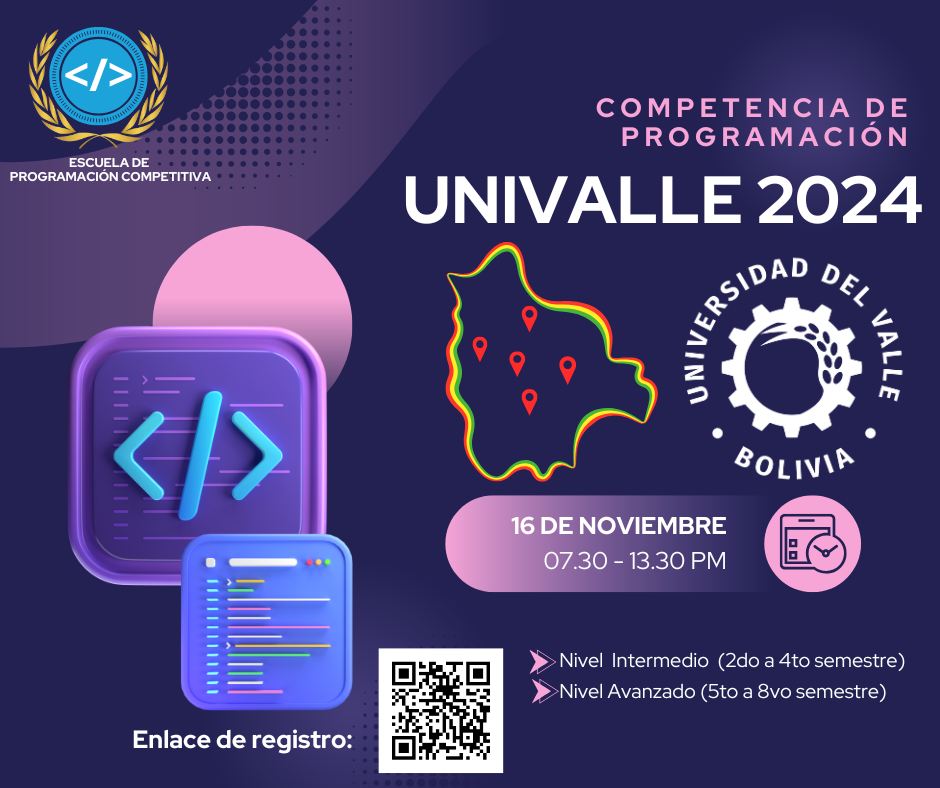 </>
ESCUELA DE
PROGRAMACIÓN COMPETITIVA
COMPETENCIA DE
PROGRAMACIÓN
UNIVALLE 2024
UNIVERSIDAD DEL VALLE
• BOLIVIA •
</>
16 DE NOVIEMBRE
07.30 - 13.30 PM
Nivel Intermedio (2do a 4to semestre)
Nivel Avanzado (5to a 8vo semestre)
Enlace de registro: